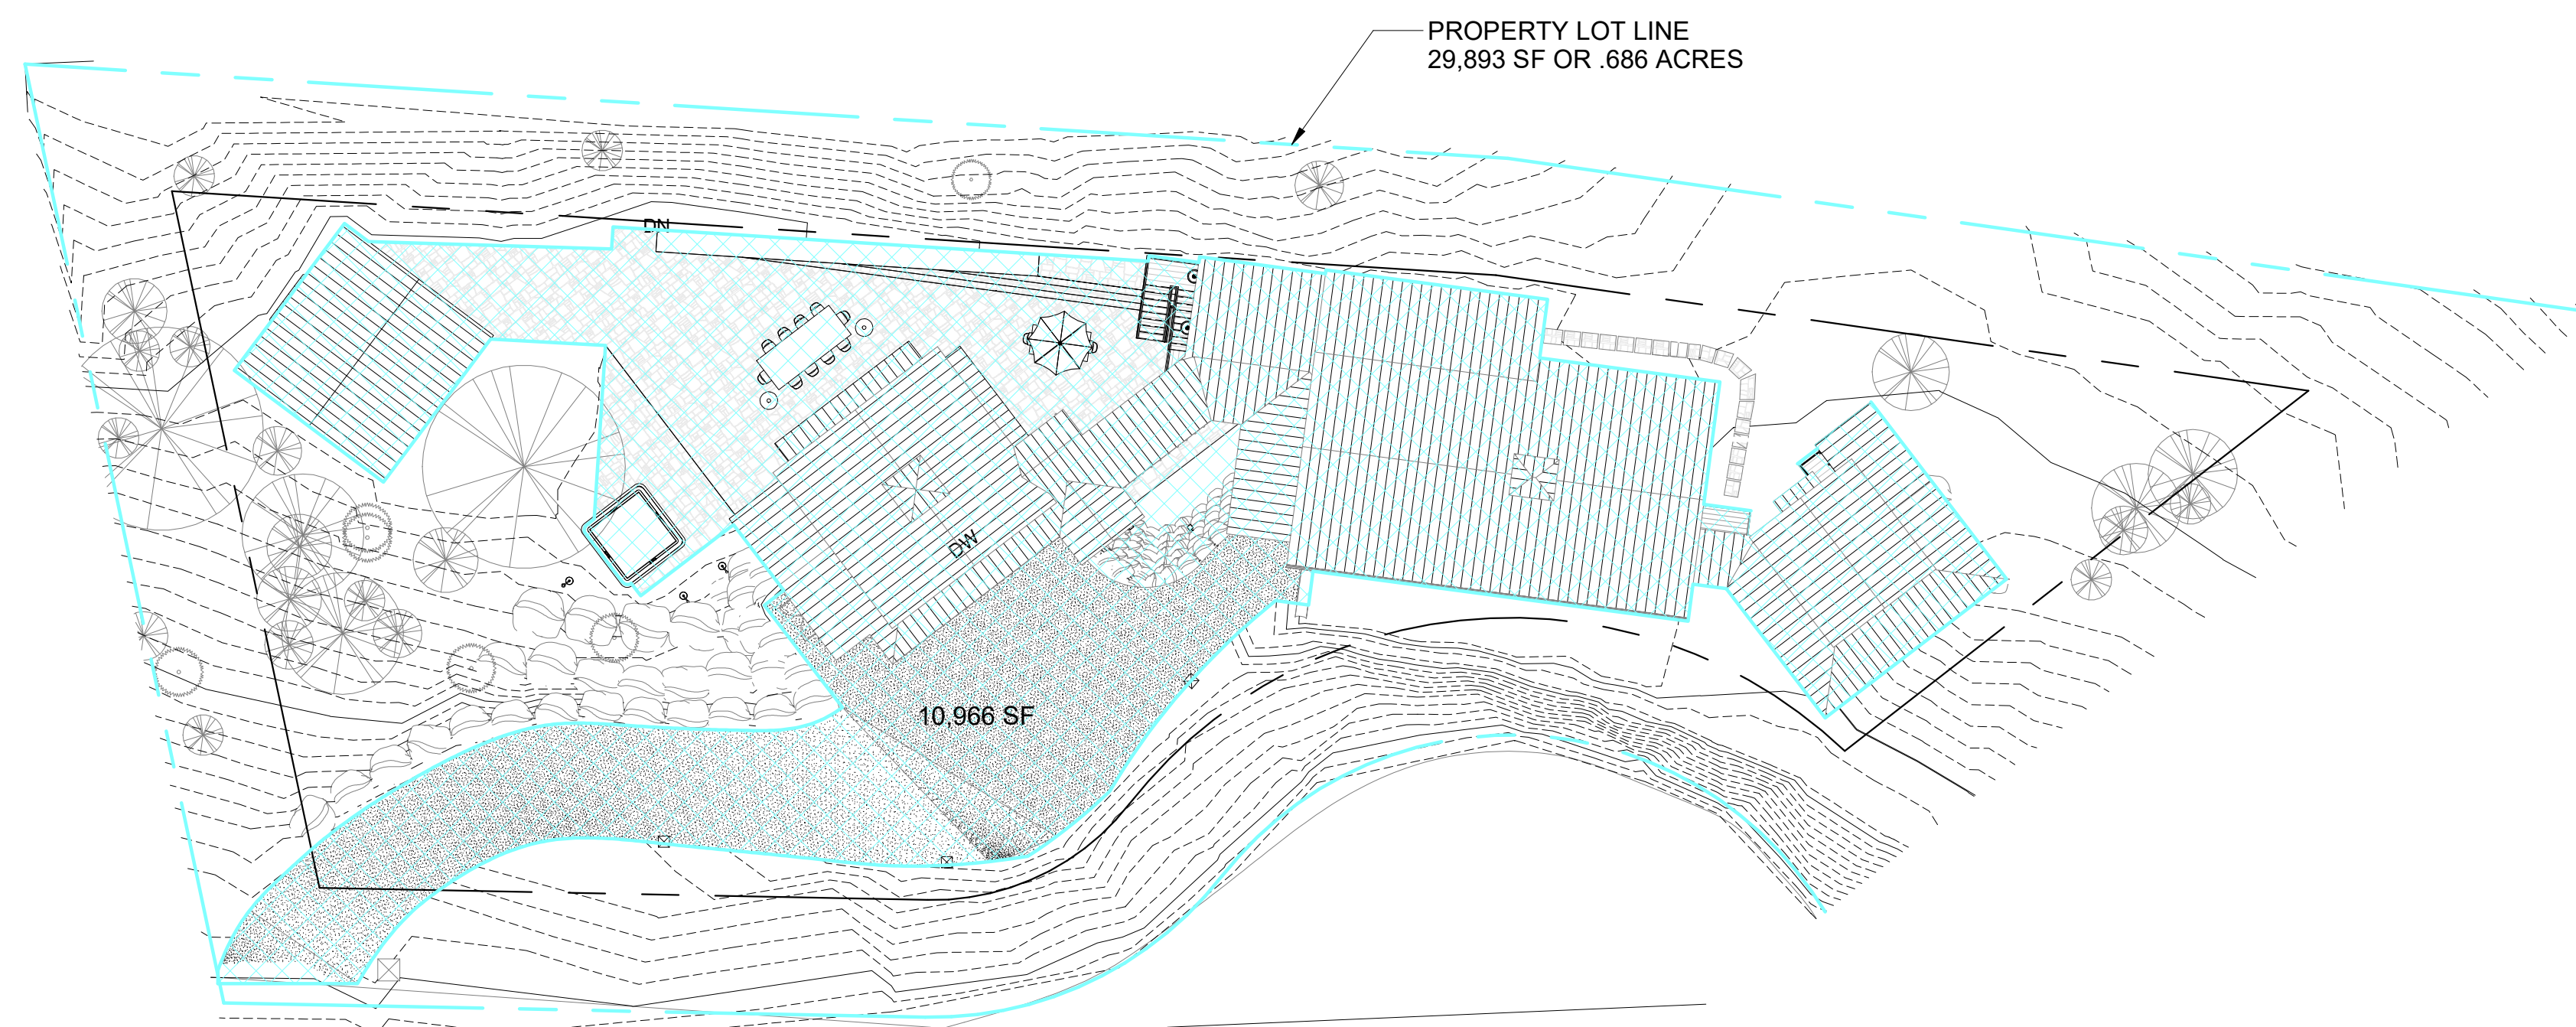 PROPERTY LOT LINE
29,893 SF OR .686 ACRES
DN
DW
10,966 SF